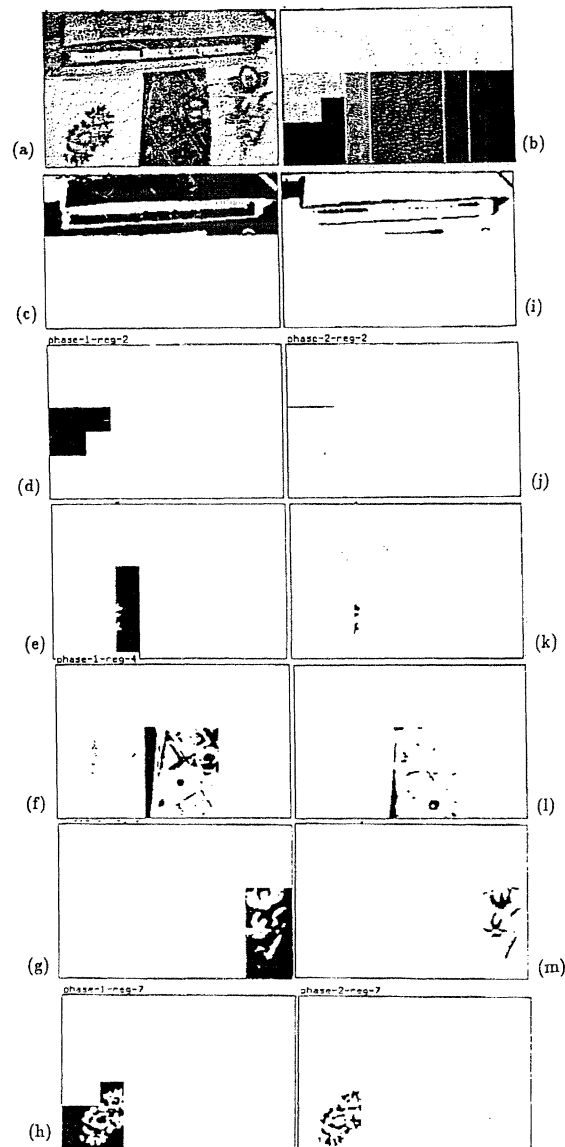 (a)
(b)
(c)
(i)
phase-1-reg-2
phase-2-reg-2
(d)
(j)
(e)
(k)
phase-1-reg-4
(f)
(l)
(g)
(m)
phase-1-reg-7
phase-2-reg-7
(h)